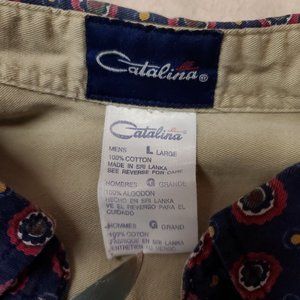 Catalina®
Catalina®
MENS L LARGE
100% COTTON
MADE IN SRI LANKA
SEE REVERSE FOR CARE
HOMBRES G GRANDE
100% ALGODON
HECHO EN SRI LANKA
VE EL REVERSO PARA EL
CUIDADO
HOMMES G GRAND
100% COTON
FABRIQUE EN SRI LANKA